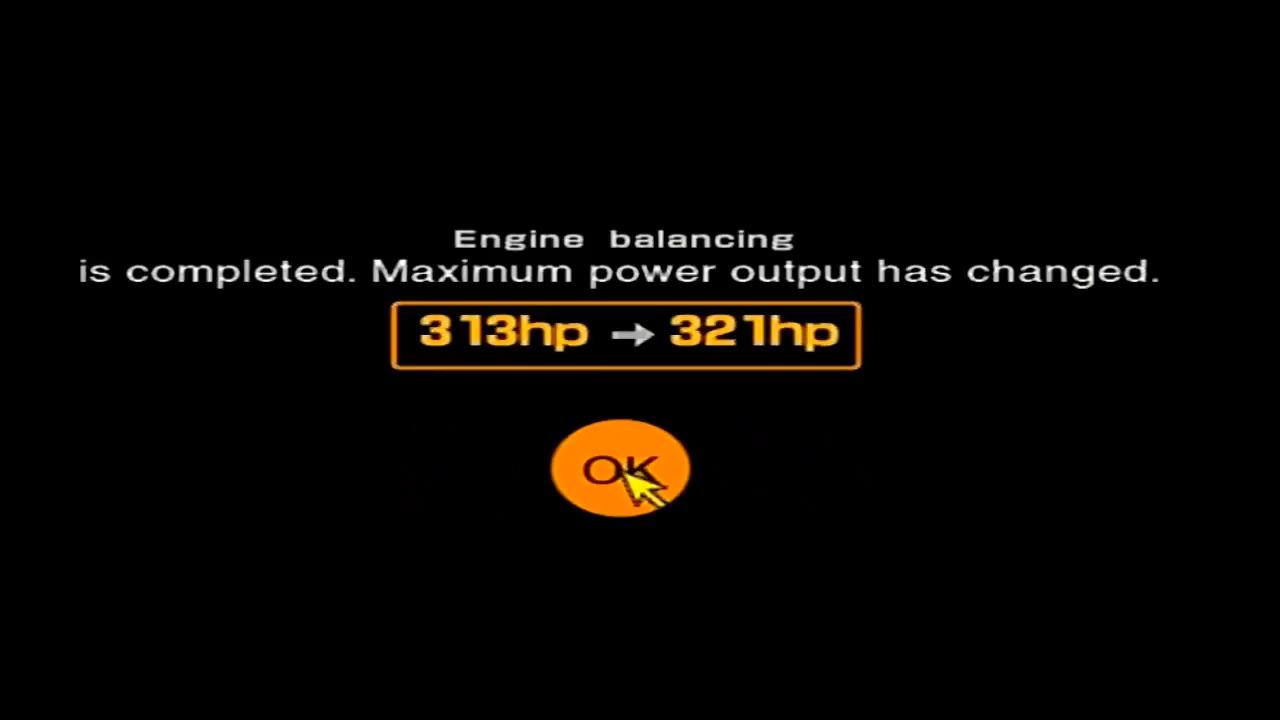 Engine balancing
is completed. Maximum power output has changed.
313hp → 321hp
OK